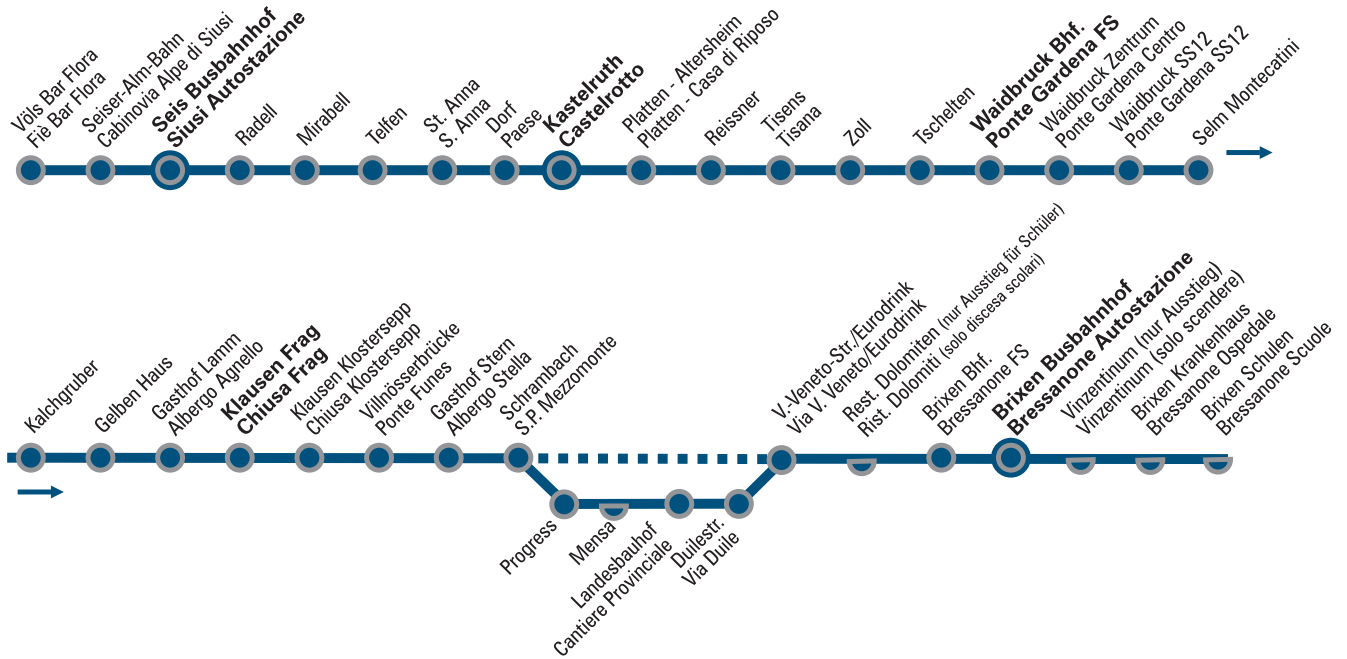 Völs Bar Flora
Fiè Bar Flora
Seiser-Alm-Bahn
Cabinovia Alpe di Siusi
Seis Busbahnhof
Siusi Autostazione
Radell
Mirabell
Telfen
St. Anna
S. Anna
Dorf
Paese
Kastelruth
Castelrotto
Platten - Altersheim
Platten - Casa di Riposo
Reissner
Tisens
Tisana
Zoll
Tschelten
Waidbruck Bhf.
Ponte Gardena FS
Waidbruck Zentrum
Ponte Gardena Centro
Waidbruck SS12
Ponte Gardena SS12
Selm Montecatini
Kalchgruber
Gelben Haus
Gasthof Lamm
Albergo Agnello
Klausen Frag
Chiusa Frag
Klausen Klostersepp
Chiusa Klostersepp
Villnösserbrücke
Ponte Funes
Gasthof Stern
Albergo Stella
Schrambach
S.P. Mezzomonte
Progress
Mensa
Landesbauhof
Cantiere Provinciale
Duilestr.
Via Duile
V.-Veneto-Str./Eurodrink
Via V. Veneto/Eurodrink
Rest. Dolomiten (nur Ausstieg für Schüler)
Rist. Dolomiti (solo discesa scolari)
Brixen Bhf.
Bressanone FS
Brixen Busbahnhof
Bressanone Autostazione
Vinzentinum (nur Ausstieg)
Vinzentinum (solo scendere)
Brixen Krankenhaus
Bressanone Ospedale
Brixen Schulen
Bressanone Scuole